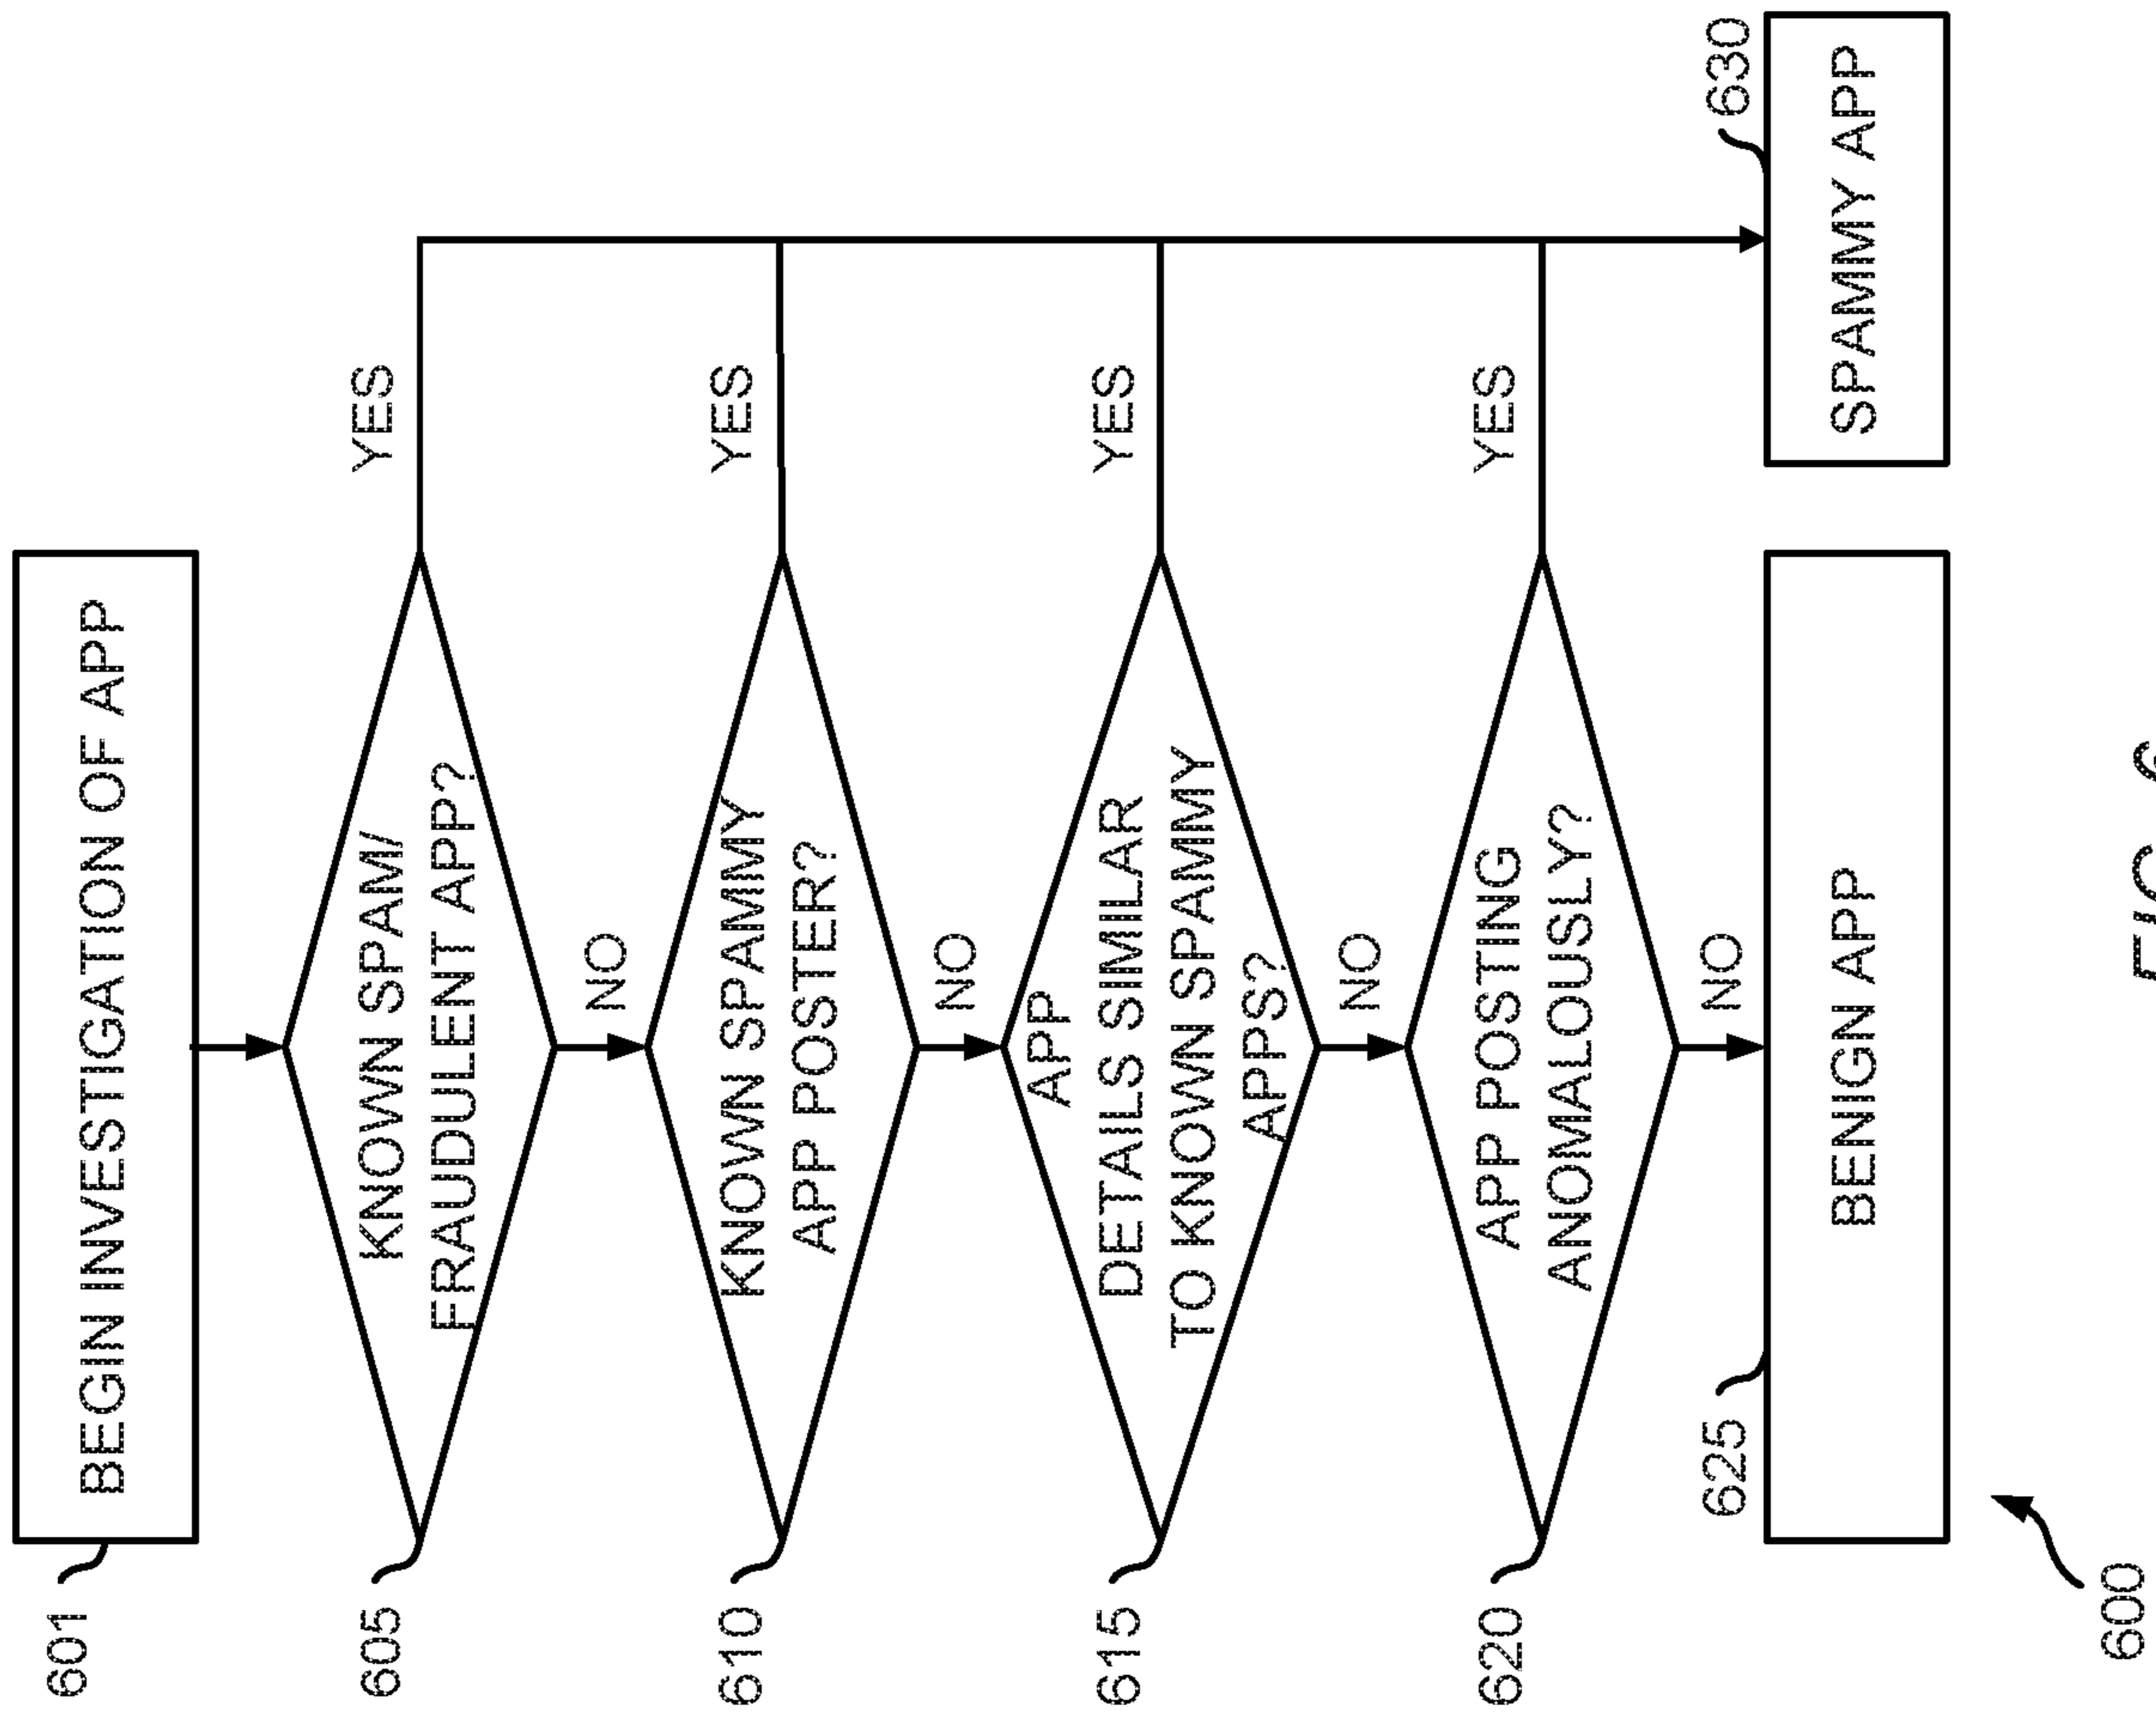 601
BEGIN INVESTIGATION OF APP
605
KNOWN SPAM/
FRAUDULENT APP?
YES
NO
610
KNOWN SPAMMY
APP POSTER?
YES
NO
615
APP
DETAILS SIMILAR
TO KNOWN SPAMMY
APPS?
YES
NO
620
APP POSTING
ANOMALOUSLY?
YES
NO
625
BENIGN APP
630
SPAMMY APP
600
FIG. 6